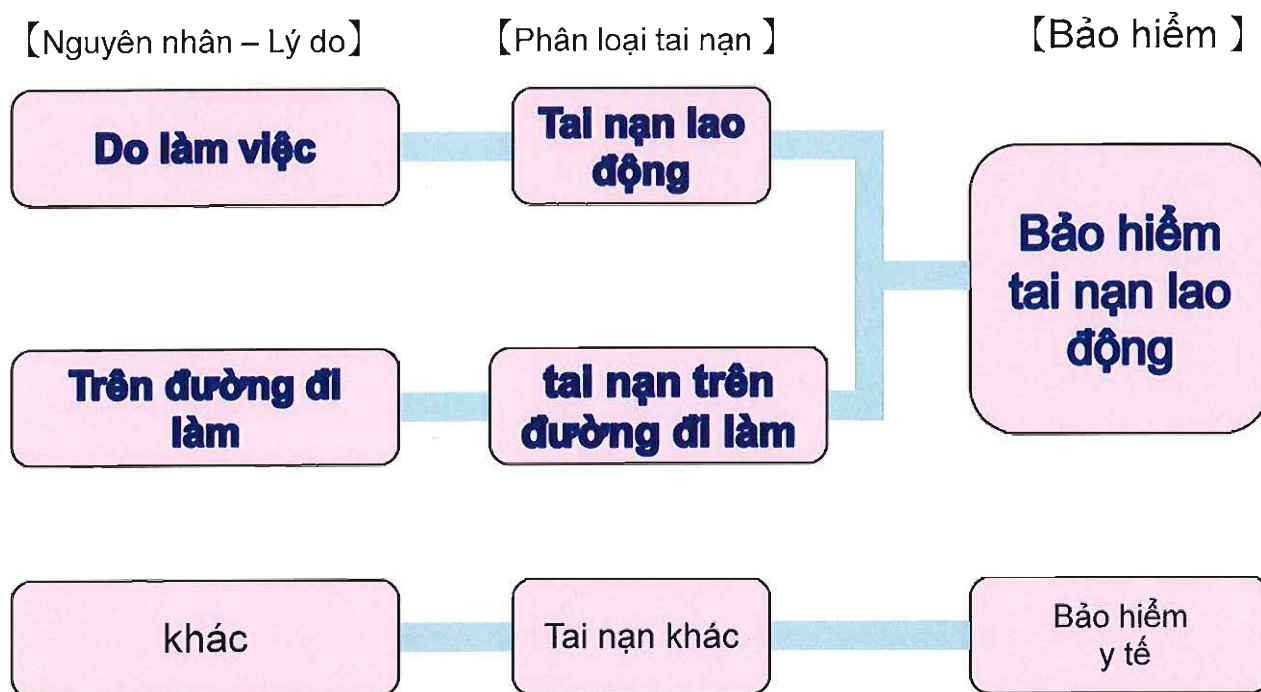 【Nguyên nhân – Lý do】
【Phân loại tai nạn 】
【Bảo hiểm 】
Do làm việc
Tai nạn lao
động
Bảo hiểm
tai nạn lao
động
Trên đường đi
làm
tai nạn trên
đường đi làm
khác
Tai nạn khác
Bảo hiểm
y tế